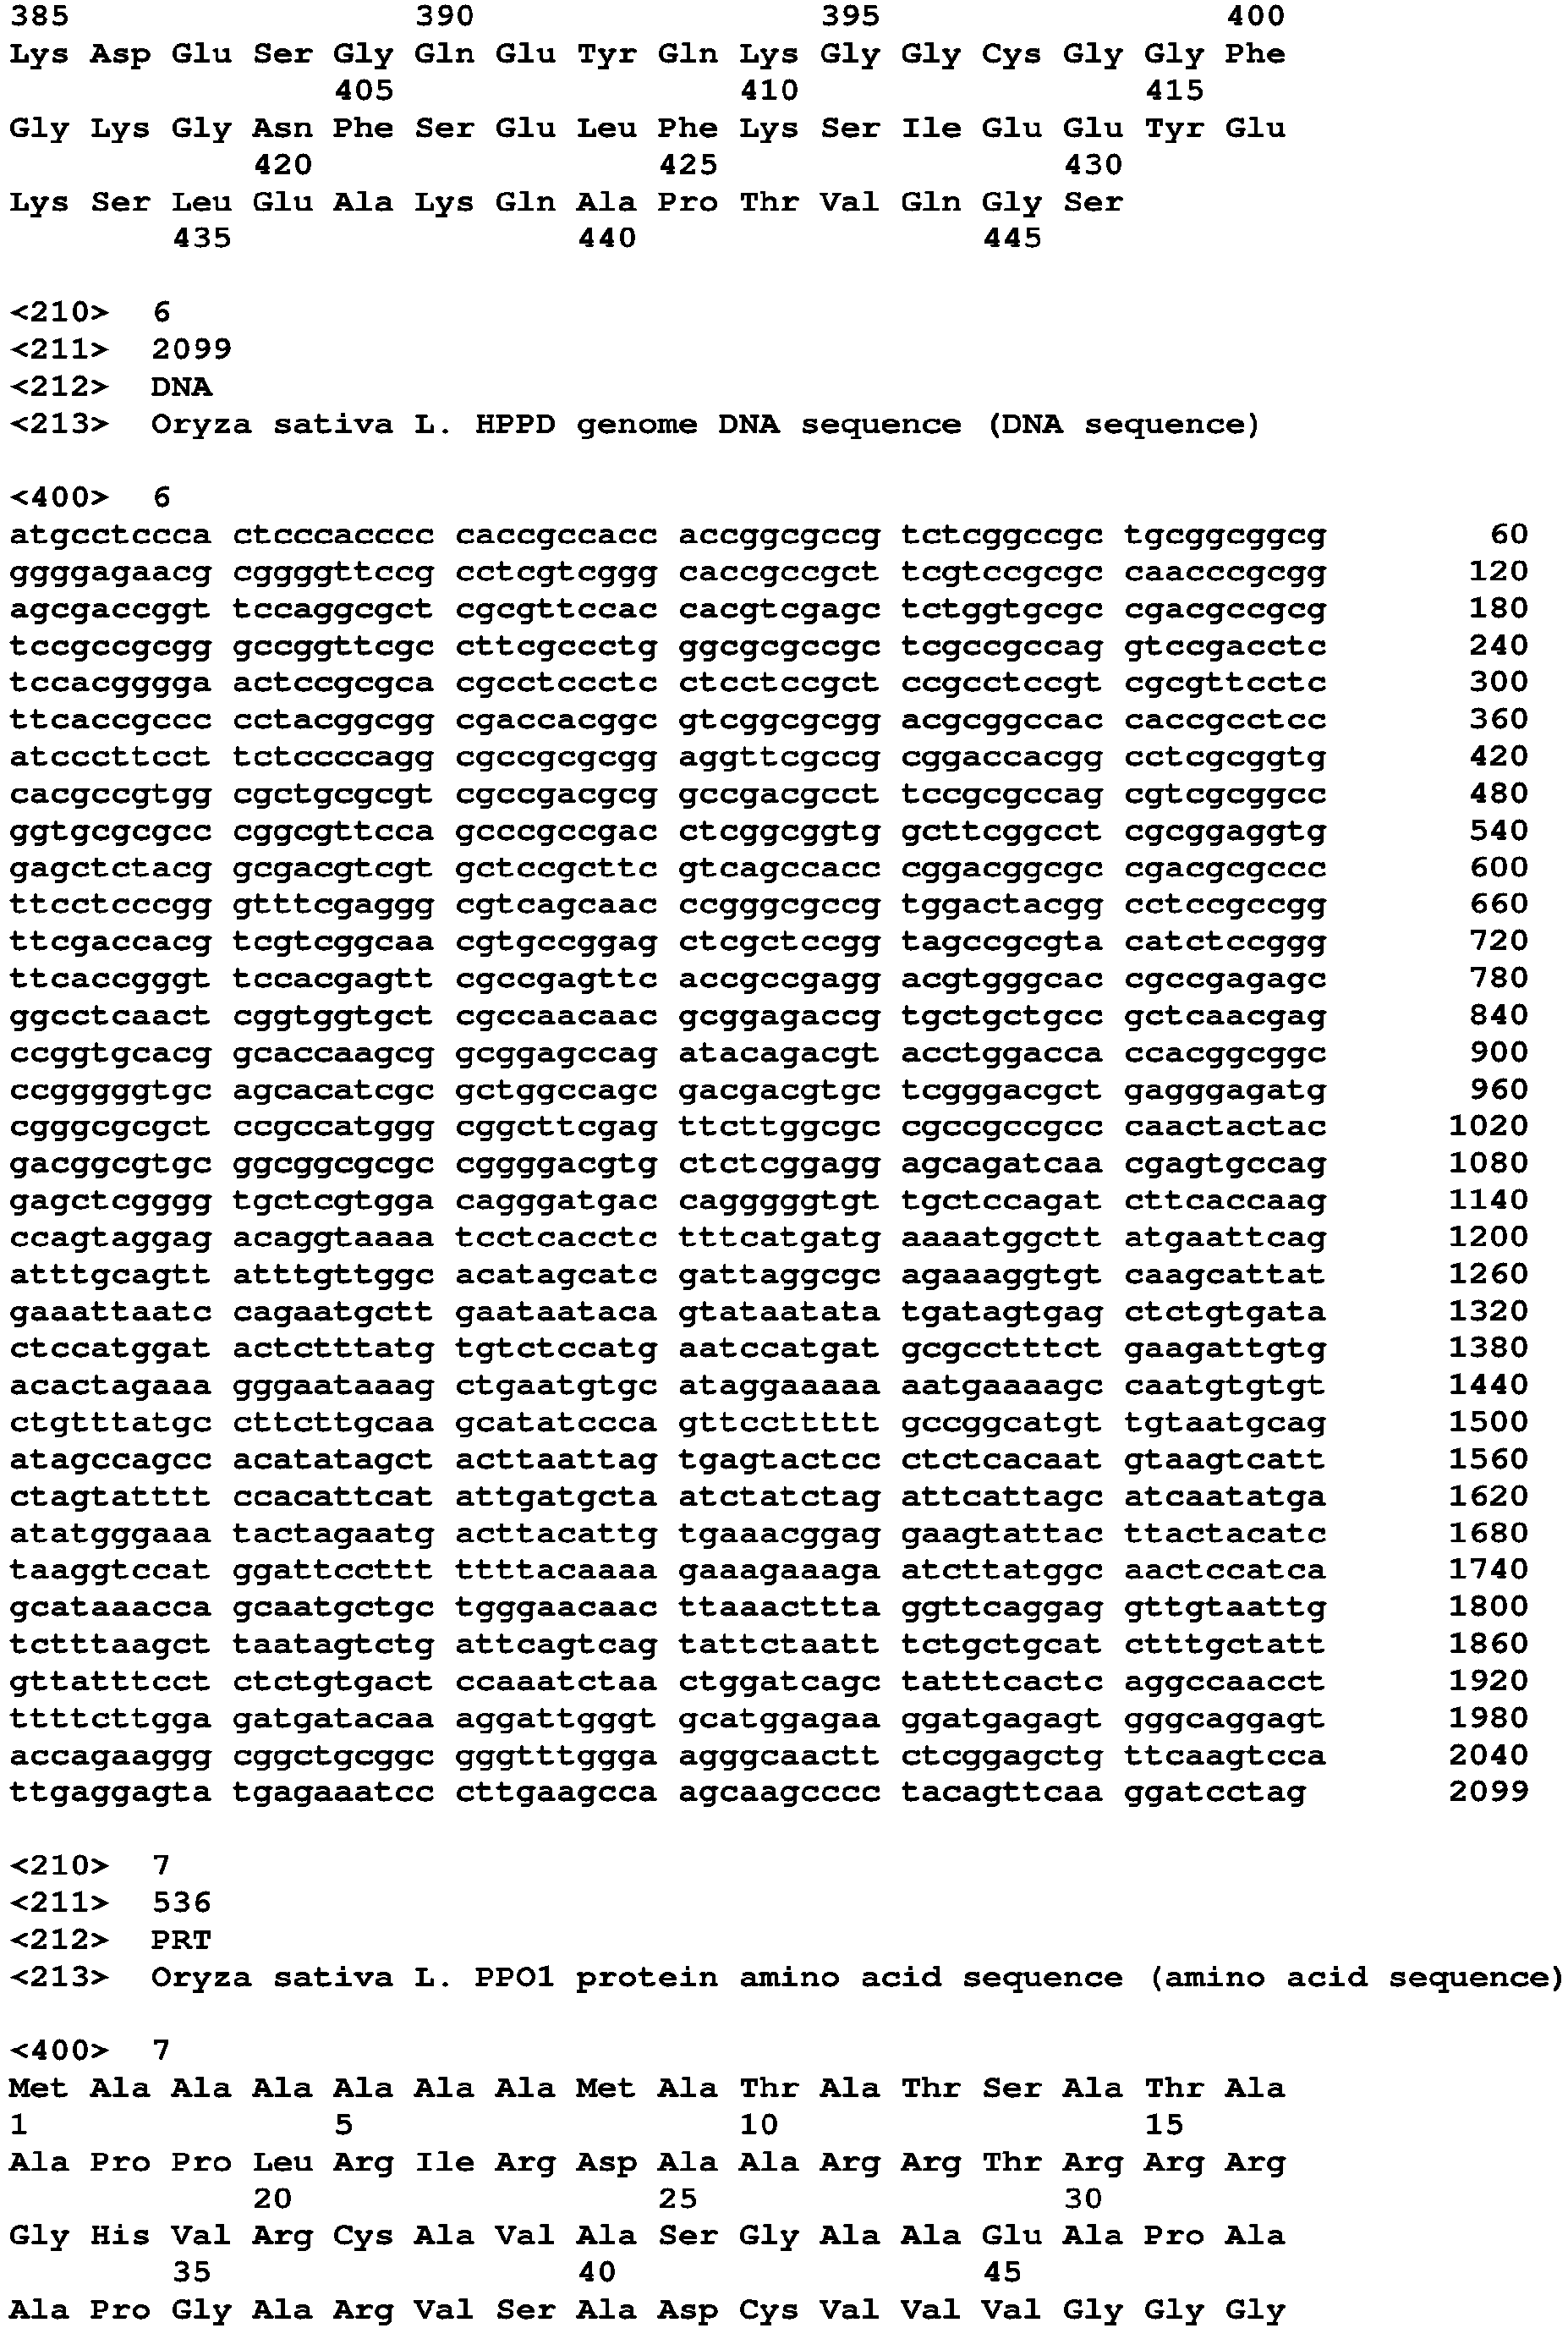 385 390 395 400
Lys Asp Glu Ser Gly Gln Glu Tyr Gln Lys Gly Gly Cys Gly Gly Phe
405 410 415
Gly Lys Gly Asn Phe Ser Glu Leu Phe Lys Ser Ile Glu Glu Tyr Glu
420 425 430
Lys Ser Leu Glu Ala Lys Gln Ala Pro Thr Val Gln Gly Ser
435 440 445
<210> 6
<211> 2099
<212> DNA
<213> Oryza sativa L. HPPD genome DNA sequence (DNA sequence)
<400> 6
atgcctccca ctcccacccc caccgccacc accggcgccg tctcggccgc tgcggcggcg 60
ggggagaacg cggggttccg cctcgtcggg caccgccgct tcgtccgcgc caacccgcgg 120
agcgaccggt tccaggcgct cgcgttccac cacgtcgagc tctggtgcgc cgacgccgcg 180
tccgccgcgg gccggttcgc cttcgccctg ggcgcgccgc tcgccgccag gtccgacctc 240
tccacgggga actccgcgca cgcctccctc ctcctccgct ccgcctccgt cgcgttcctc 300
ttcaccgccc cctacggcgg cgaccacggc gtcggcgcgg acgcggccac caccgcctcc 360
atcccttcct tctccccagg cgccgcgcgg aggttcgccg cggaccacgg cctcgcggtg 420
cacgccgtgg cgctgcgcgt cgccgacgcg gccgacgcct tccgcgccag cgtcgcggcc 480
ggtgcgcgcc cggcgttcca gcccgccgac ctcggcggtg gcttcggcct cgcggaggtg 540
gagctctacg gcgacgtcgt gctccgcttc gtcagccacc cggacggcgc cgacgcgccc 600
ttcctcccgg gtttcgaggg cgtcagcaac ccgggcgccg tggactacgg cctccgccgg 660
ttcgaccacg tcgtcggcaa cgtgccggag ctcgctccgg tagccgcgta catctccggg 720
ttcaccgggt tccacgagtt cgccgagttc accgccgagg acgtgggcac cgccgagagc 780
ggcctcaact cggtggtgct cgccaacaac gcggagaccg tgctgctgcc gctcaacgag 840
ccggtgcacg gcaccaagcg gcggagccag atacagacgt acctggacca ccacggcggc 900
ccgggggtgc agcacatcgc gctggccagc gacgacgtgc tcgggacgct gagggagatg 960
cgggcgcgct ccgccatggg cggcttcgag ttcttggcgc cgccgccgcc caactactac 1020
gacggcgtgc ggcggcgcgc cggggacgtg ctctcggagg agcagatcaa cgagtgccag 1080
gagctcgggg tgctcgtgga cagggatgac cagggggtgt tgctccagat cttcaccaag 1140
ccagtaggag acaggtaaaa tcctcacctc tttcatgatg aaaatggctt atgaattcag 1200
atttgcagtt atttgttggc acatagcatc gattaggcgc agaaaggtgt caagcattat 1260
gaaattaatc cagaatgctt gaataataca gtataatata tgatagtgag ctctgtgata 1320
ctccatggat actctttatg tgtctccatg aatccatgat gcgcctttct gaagattgtg 1380
acactagaaa gggaataaag ctgaatgtgc ataggaaaaa aatgaaaagc caatgtgtgt 1440
ctgtttatgc cttcttgcaa gcatatccca gttccttttt gccggcatgt tgtaatgcag 1500
atagccagcc acatatagct acttaattag tgagtactcc ctctcacaat gtaagtcatt 1560
ctagtatttt ccacattcat attgatgcta atctatctag attcattagc atcaatatga 1620
atatgggaaa tactagaatg acttacattg tgaaacggag gaagtattac ttactacatc 1680
taaggtccat ggattccttt ttttacaaaa gaaagaaaga atcttatggc aactccatca 1740
gcataaacca gcaatgctgc tgggaacaac ttaaacttta ggttcaggag gttgtaattg 1800
tctttaagct taatagtctg attcagtcag tattctaatt tctgctgcat ctttgctatt 1860
gttatttcct ctctgtgact ccaaatctaa ctggatcagc tatttcactc aggccaacct 1920
ttttcttgga gatgatacaa aggattgggt gcatggagaa ggatgagagt gggcaggagt 1980
accagaaggg cggctgcggc gggtttggga agggcaactt ctcggagctg ttcaagtcca 2040
ttgaggagta tgagaaatcc cttgaagcca agcaagcccc tacagttcaa ggatcctag 2099
<210> 7
<211> 536
<212> PRT
<213> Oryza sativa L. PPO1 protein amino acid sequence (amino acid sequence)
<400> 7
Met Ala Ala Ala Ala Ala Ala Met Ala Thr Ala Thr Ser Ala Thr Ala
1 5 10 15
Ala Pro Pro Leu Arg Ile Arg Asp Ala Ala Arg Arg Thr Arg Arg Arg
20 25 30
Gly His Val Arg Cys Ala Val Ala Ser Gly Ala Ala Glu Ala Pro Ala
35 40 45
Ala Pro Gly Ala Arg Val Ser Ala Asp Cys Val Val Val Gly Gly Gly